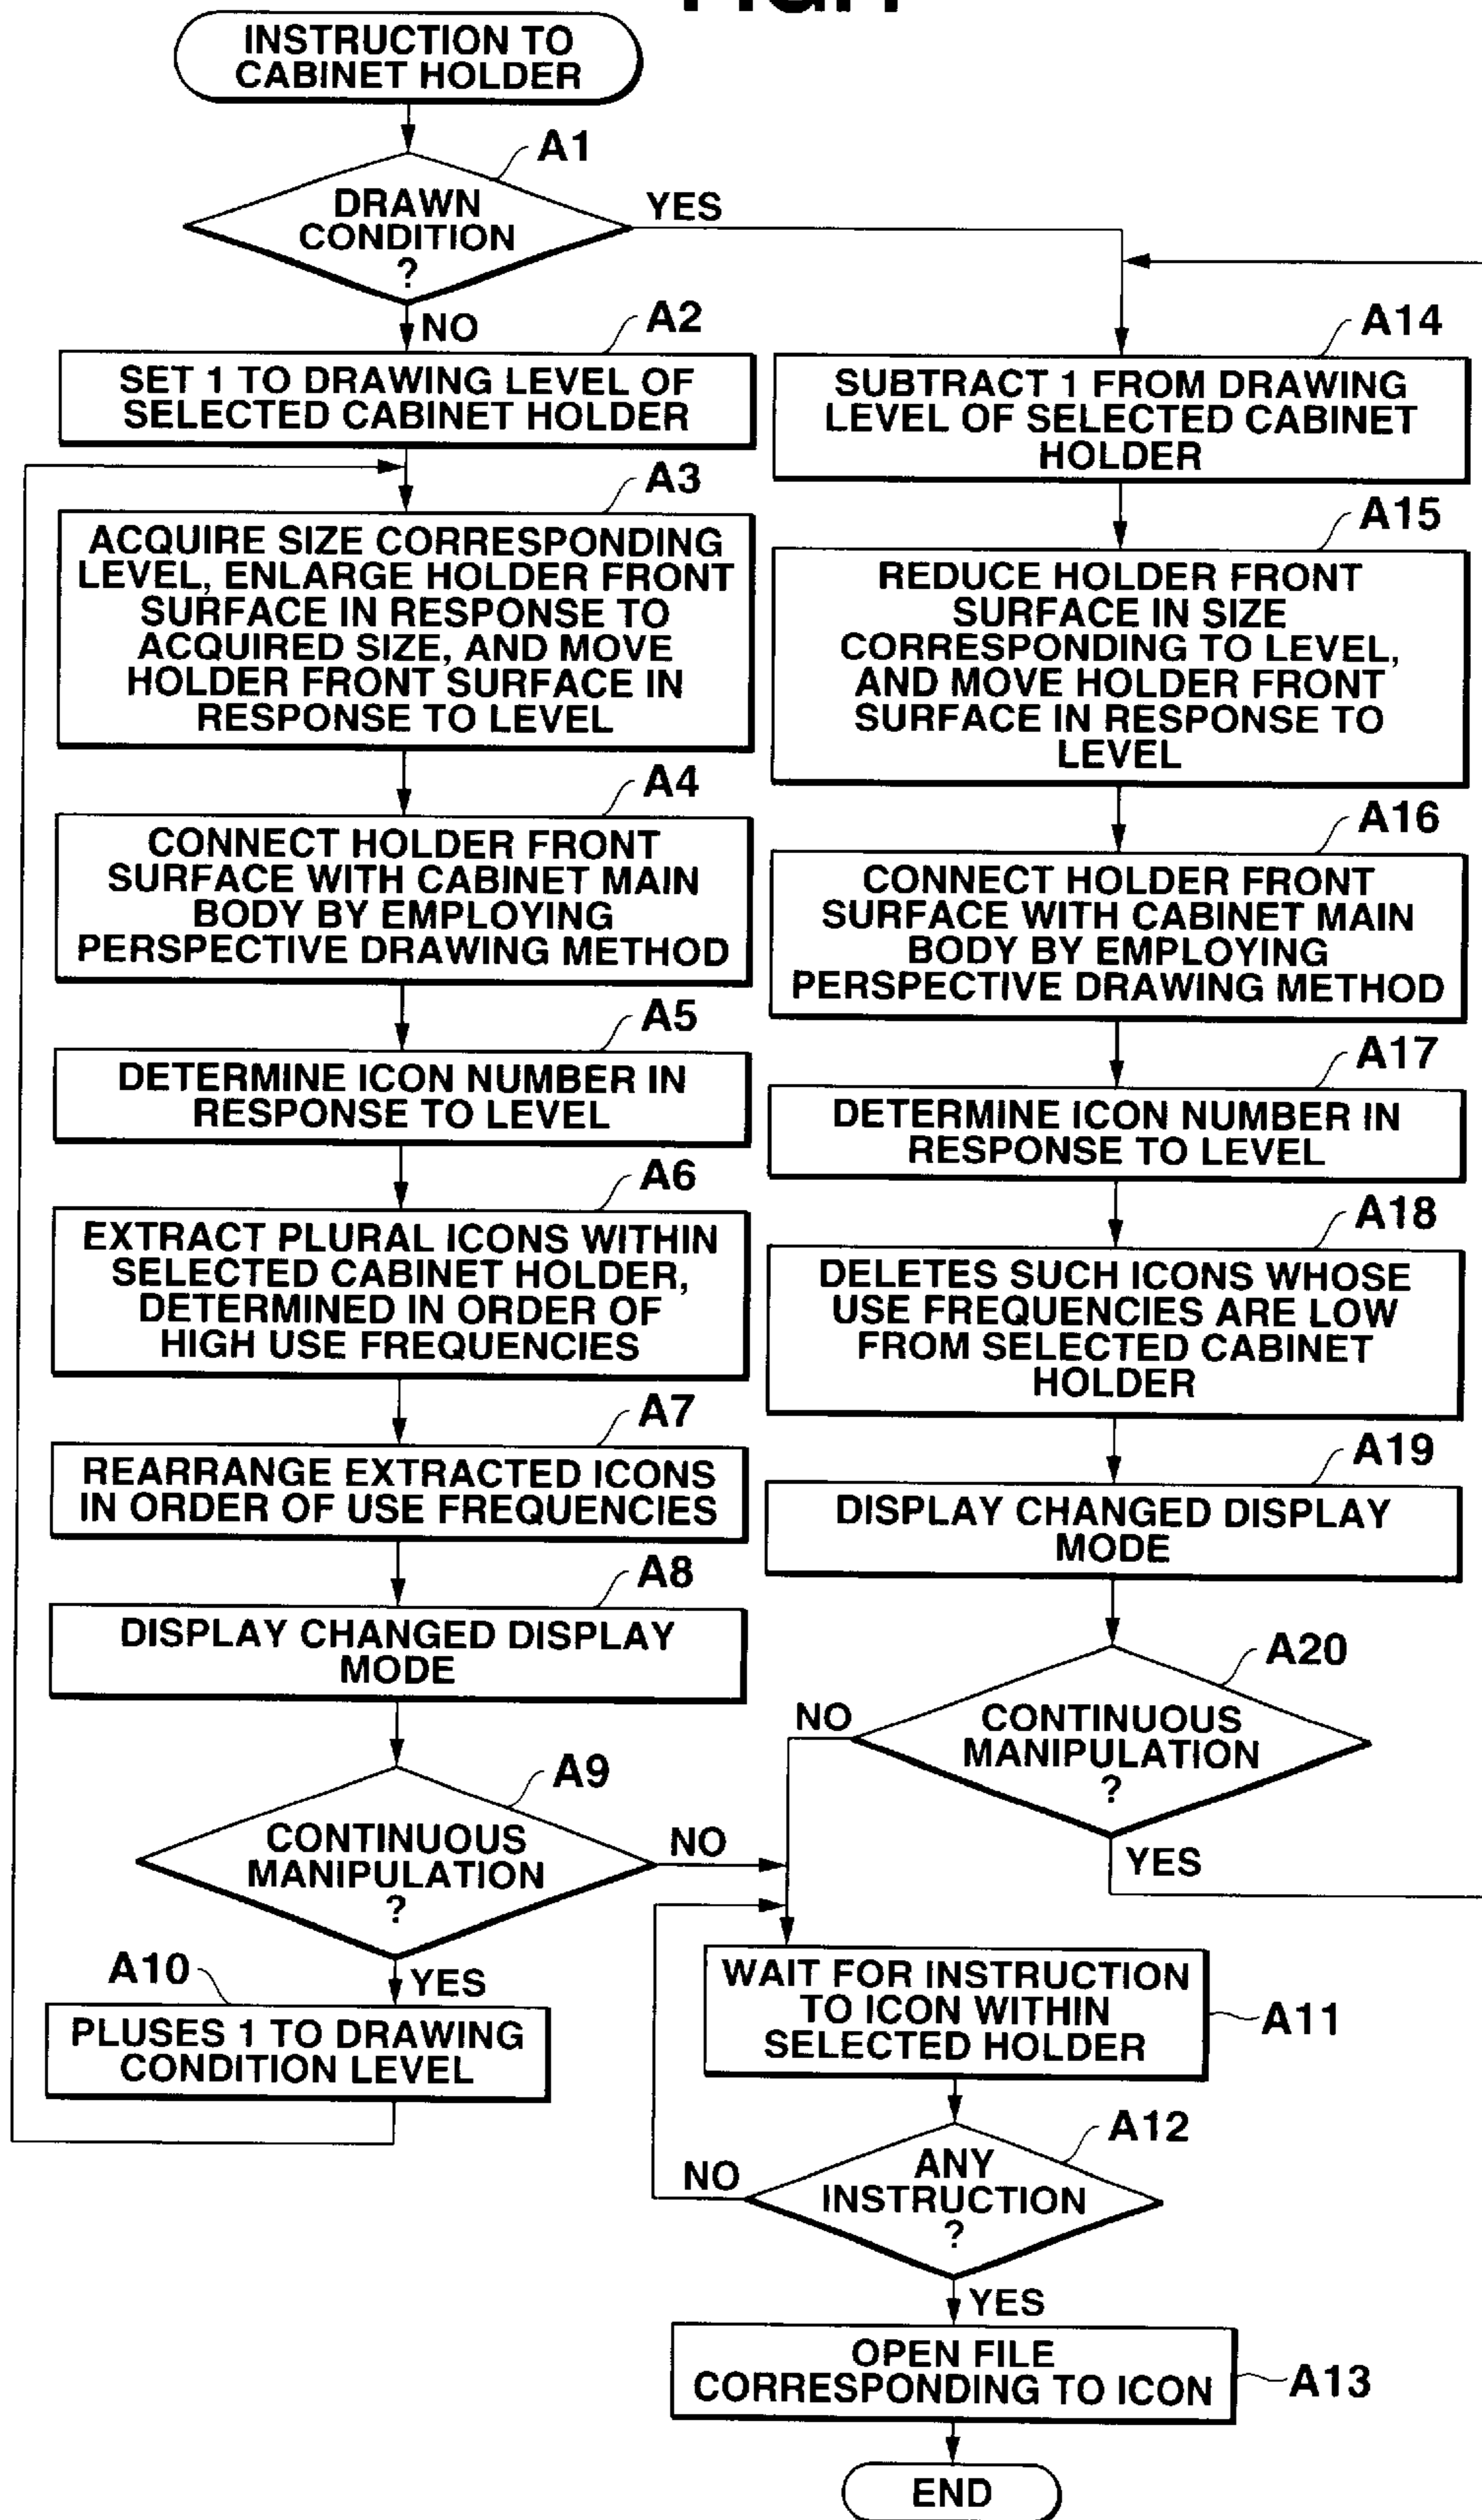 INSTRUCTION TO
CABINET HOLDER
A1
DRAWN
CONDITION
?
YES
NO
A2
SET 1 TO DRAWING LEVEL OF
SELECTED CABINET HOLDER
A3
ACQUIRE SIZE CORRESPONDING
LEVEL, ENLARGE HOLDER FRONT
SURFACE IN RESPONSE TO
ACQUIRED SIZE, AND MOVE
HOLDER FRONT SURFACE IN
RESPONSE TO LEVEL
A4
CONNECT HOLDER FRONT
SURFACE WITH CABINET MAIN
BODY BY EMPLOYING
PERSPECTIVE DRAWING METHOD
A5
DETERMINE ICON NUMBER IN
RESPONSE TO LEVEL
A6
EXTRACT PLURAL ICONS WITHIN
SELECTED CABINET HOLDER,
DETERMINED IN ORDER OF
HIGH USE FREQUENCIES
A7
REARRANGE EXTRACTED ICONS
IN ORDER OF USE FREQUENCIES
A8
DISPLAY CHANGED DISPLAY
MODE
A9
CONTINUOUS
MANIPULATION
?
NO
YES
A10
PLUSES 1 TO DRAWING
CONDITION LEVEL
A14
SUBTRACT 1 FROM DRAWING
LEVEL OF SELECTED CABINET
HOLDER
A15
REDUCE HOLDER FRONT
SURFACE IN SIZE
CORRESPONDING TO LEVEL,
AND MOVE HOLDER FRONT
SURFACE IN RESPONSE TO
LEVEL
A16
CONNECT HOLDER FRONT
SURFACE WITH CABINET MAIN
BODY BY EMPLOYING
PERSPECTIVE DRAWING METHOD
A17
DETERMINE ICON NUMBER IN
RESPONSE TO LEVEL
A18
DELETES SUCH ICONS WHOSE
USE FREQUENCIES ARE LOW
FROM SELECTED CABINET
HOLDER
A19
DISPLAY CHANGED DISPLAY
MODE
A20
CONTINUOUS
MANIPULATION
?
NO
YES
WAIT FOR INSTRUCTION
TO ICON WITHIN
SELECTED HOLDER
A11
A12
ANY
INSTRUCTION
?
NO
YES
OPEN FILE
CORRESPONDING TO ICON
A13
END